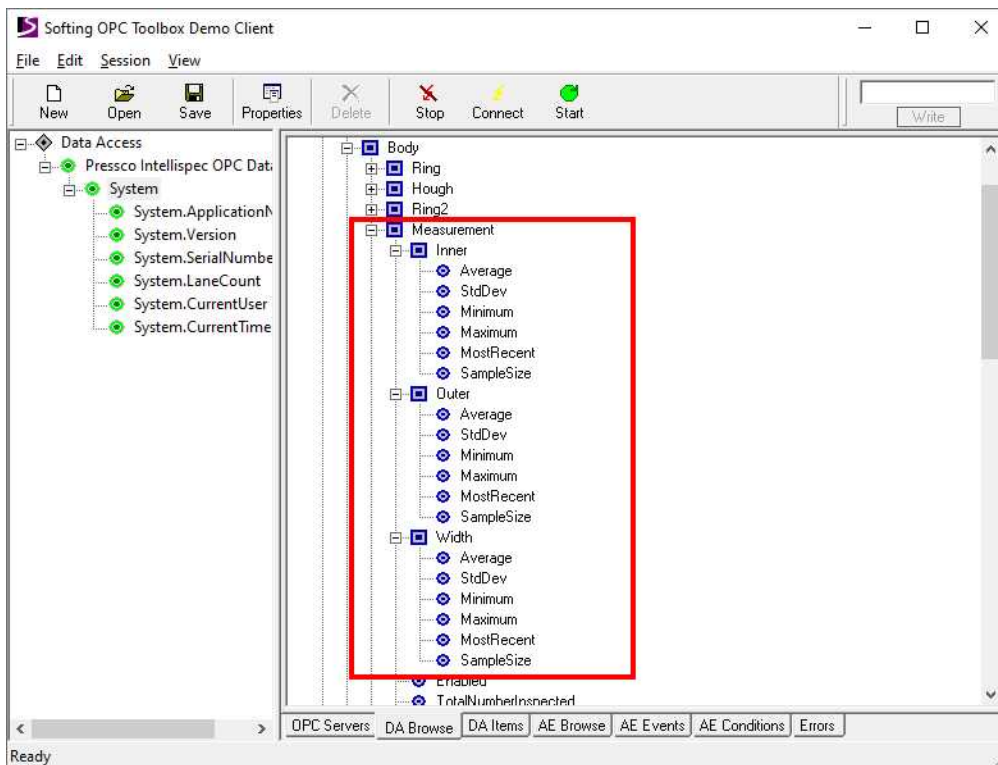 Softing OPC Toolbox Demo Client
File Edit Session View
New Open Save Properties Delete Stop Connect Start Write
Data Access
Pressco Intellispec OPC Data
System
System.ApplicationN
System.Version
System.SerialNumbe
System.LaneCount
System.CurrentUser
System.CurrentTime
Body
Ring
Hough
Ring2
Measurement
Inner
Average
StdDev
Minimum
Maximum
MostRecent
SampleSize
Outer
Average
StdDev
Minimum
Maximum
MostRecent
SampleSize
Width
Average
StdDev
Minimum
Maximum
MostRecent
SampleSize
Enabled
TotalNumberInspected
OPC Servers DA Browse DA Items AE Browse AE Events AE Conditions Errors
Ready